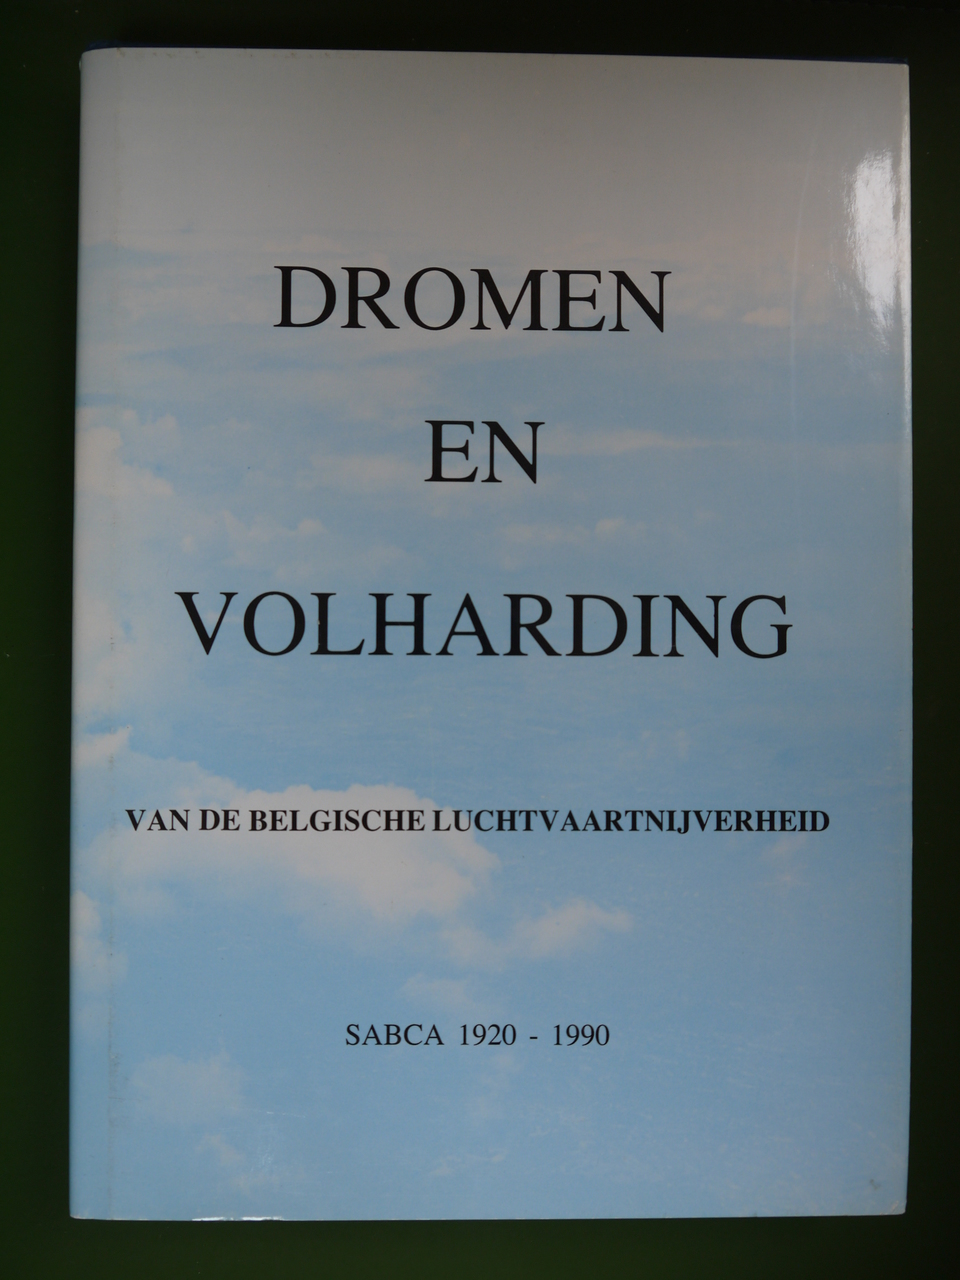 DROMEN
EN
VOLHARDING
VAN DE BELGISCHE LUCHTVAARTNIJVERHEID
SABCA 1920 - 1990